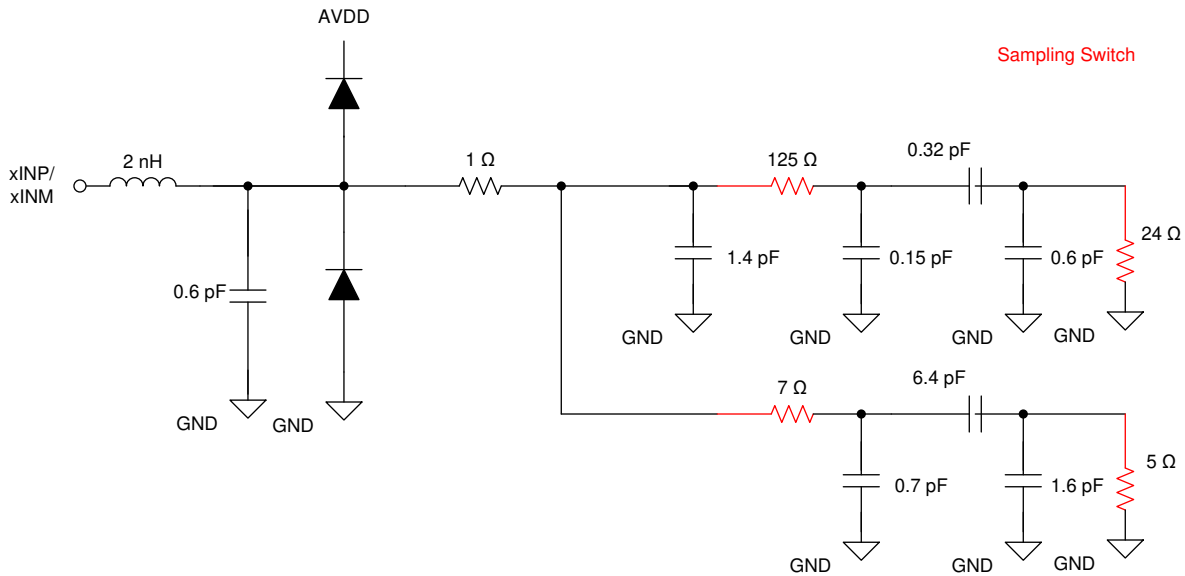 AVDD
Sampling Switch
xINP/
xINM
2 nH
1 Ω
125 Ω
0.32 pF
0.6 pF
1.4 pF
0.15 pF
0.6 pF
24 Ω
GND
GND
GND
GND
7 Ω
6.4 pF
GND
GND
0.7 pF
1.6 pF
5 Ω
GND
GND
GND